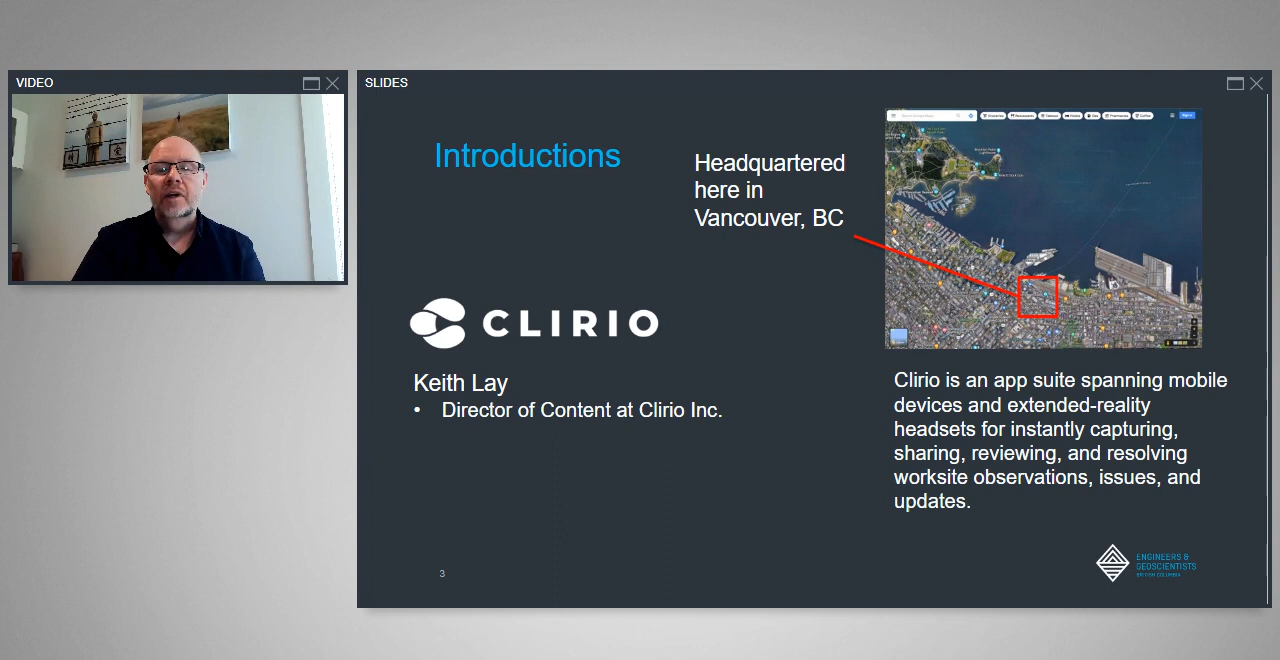 VIDEO
SLIDES
Introductions
Headquartered
here in
Vancouver, BC
CLIRIO
Keith Lay
• Director of Content at Clirio Inc.
Clirio is an app suite spanning mobile
devices and extended-reality
headsets for instantly capturing,
sharing, reviewing, and resolving
worksite observations, issues, and
updates.
3
ENGINEERS &
GEOSCIENTISTS
BRITISH COLUMBIA